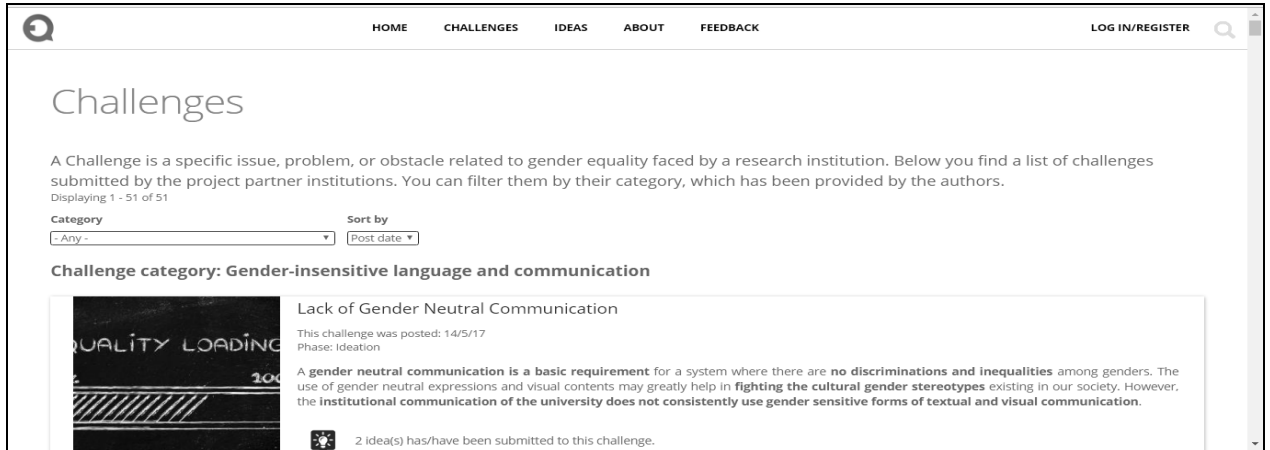 HOME CHALLENGES IDEAS ABOUT FEEDBACK LOG IN/REGISTER
Challenges
A Challenge is a specific issue, problem, or obstacle related to gender equality faced by a research institution. Below you find a list of challenges
submitted by the project partner institutions. You can filter them by their category, which has been provided by the authors.
Displaying 1 - 51 of 51
Category Sort by
- Any - Post date
Challenge category: Gender-insensitive language and communication
Lack of Gender Neutral Communication
This challenge was posted: 14/5/17
Phase: Ideation
QUALITY LOADING
A gender neutral communication is a basic requirement for a system where there are no discriminations and inequalities among genders. The
use of gender neutral expressions and visual contents may greatly help in fighting the cultural gender stereotypes existing in our society. However,
the institutional communication of the university does not consistently use gender sensitive forms of textual and visual communication.
2 idea(s) has/have been submitted to this challenge.